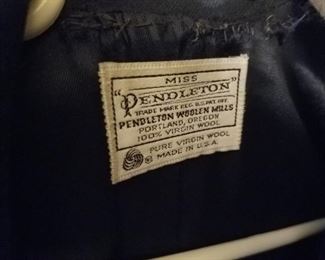 MISS
"PENDLETON
TRADE MARK REG. U.S. PAT. OFF.
PENDLETON WOOLEN MILLS
PORTLAND, OREGON
100% VIRGIN WOOL
PURE VIRGIN WOOL
® MADE IN U.S.A.